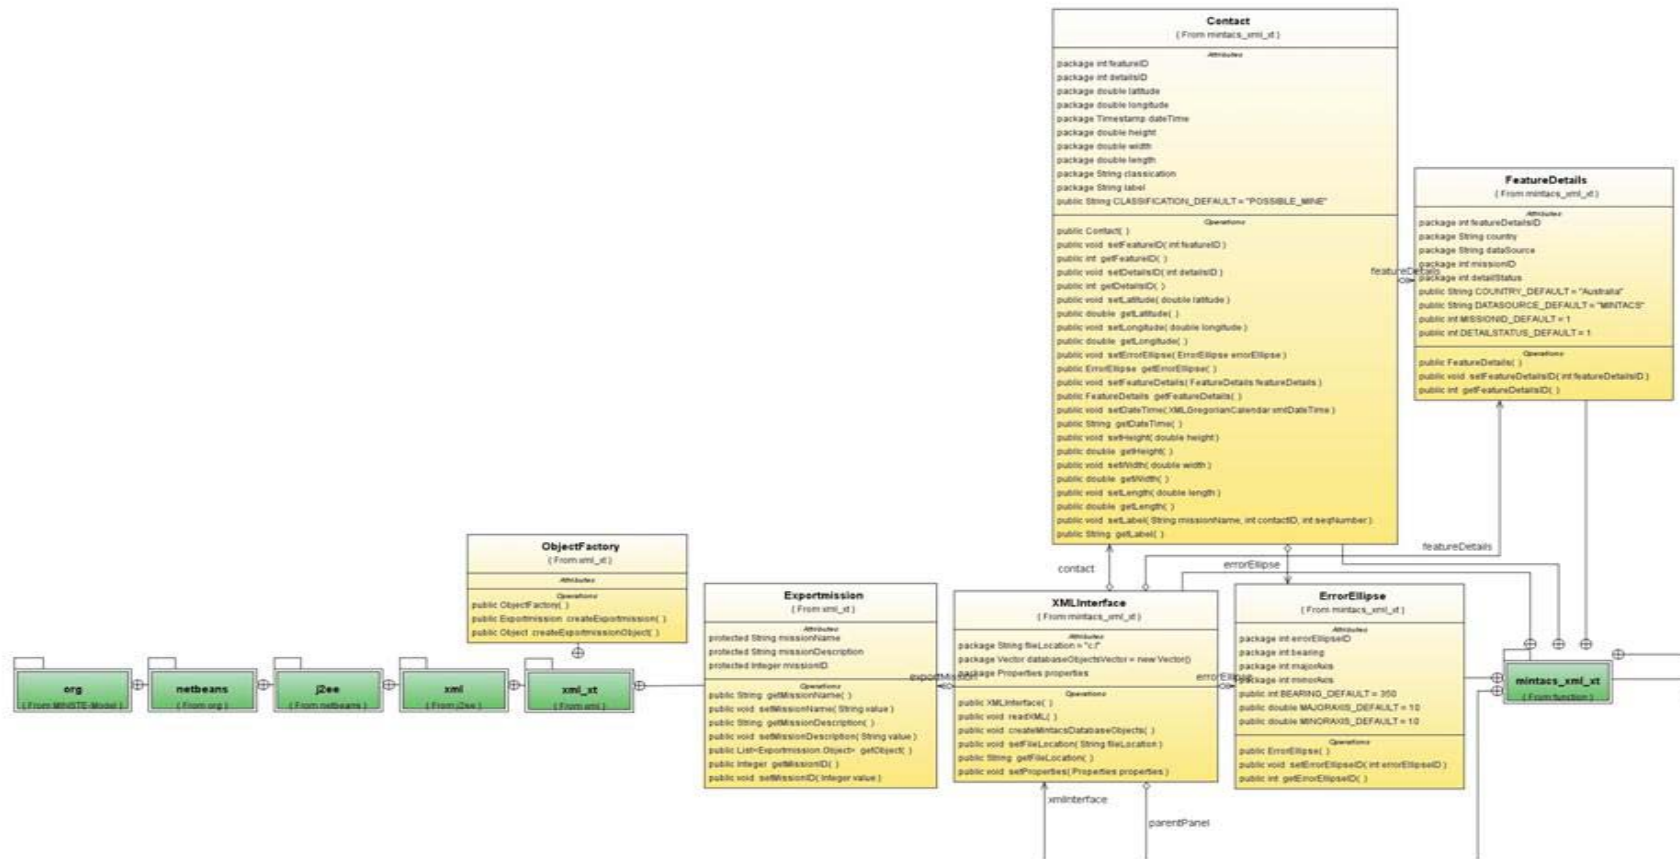 Contact
( From mintacs_xml_xt )
Attributes
package int featureID
package int detailsID
package double latitude
package double longitude
package Timestamp dateTime
package double height
package double width
package double length
package String classication
package String label
public String CLASSIFICATION_DEFAULT = "POSSIBLE_MINE"
Operations
public Contact( )
public void setFeatureID( int featureID )
public int getFeatureID( )
public void setDetailsID( int detailsID )
public int getDetailsID( )
public void setLatitude( double latitude )
public double getLatitude( )
public void setLongitude( double longitude )
public double getLongitude( )
public void setErrorEllipse( ErrorEllipse errorEllipse )
public ErrorEllipse getErrorEllipse( )
public void setFeatureDetails( FeatureDetails featureDetails )
public FeatureDetails getFeatureDetails( )
public void setDateTime( XMLGregorianCalendar xmlDateTime )
public String getDateTime( )
public void setHeight( double height )
public double getHeight( )
public void setWidth( double width )
public double getWidth( )
public void setLength( double length )
public double getLength( )
public void setLabel( String missionName, int contactID, int seqNumber )
public String getLabel( )
featureDetails
FeatureDetails
( From mintacs_xml_xt )
Attributes
package int featureDetailsID
package String country
package String dataSource
package int missionID
package int detailStatus
public String COUNTRY_DEFAULT = "Australia"
public String DATASOURCE_DEFAULT = "MINTACS"
public int MISSIONID_DEFAULT = 1
public int DETAILSTATUS_DEFAULT = 1
Operations
public FeatureDetails( )
public void setFeatureDetailsID( int featureDetailsID )
public int getFeatureDetailsID( )
contact
errorEllipse
featureDetails
ObjectFactory
( From xml_xt )
Attributes
Operations
public ObjectFactory( )
public Exportmission createExportmission( )
public Object createExportmissionObject( )
org
( From MINISTE-Model )
netbeans
( From org )
j2ee
( From netbeans )
xml
( From j2ee )
xml_xt
( From xml )
Exportmission
( From xml_xt )
Attributes
protected String missionName
protected String missionDescription
protected Integer missionID
Operations
public String getMissionName( )
public void setMissionName( String value )
public String getMissionDescription( )
public void setMissionDescription( String value )
public List<Exportmission.Object> getObject( )
public Integer getMissionID( )
public void setMissionID( Integer value )
exportMission
XMLInterface
( From mintacs_xml_xt )
Attributes
package String fileLocation = "c:/"
package Vector databaseObjectsVector = new Vector()
package Properties properties
Operations
public XMLInterface( )
public void readXML( )
public void createMintacsDatabaseObjects( )
public void setFileLocation( String fileLocation )
public String getFileLocation( )
public void setProperties( Properties properties )
errorEllipse
ErrorEllipse
( From mintacs_xml_xt )
Attributes
package int errorEllipseID
package int bearing
package int majorAxis
package int minorAxis
public int BEARING_DEFAULT = 350
public double MAJORAXIS_DEFAULT = 10
public double MINORAXIS_DEFAULT = 10
Operations
public ErrorEllipse( )
public void setErrorEllipseID( int errorEllipseID )
public int getErrorEllipseID( )
mintacs_xml_xt
( From function )
xmlInterface
parentPanel